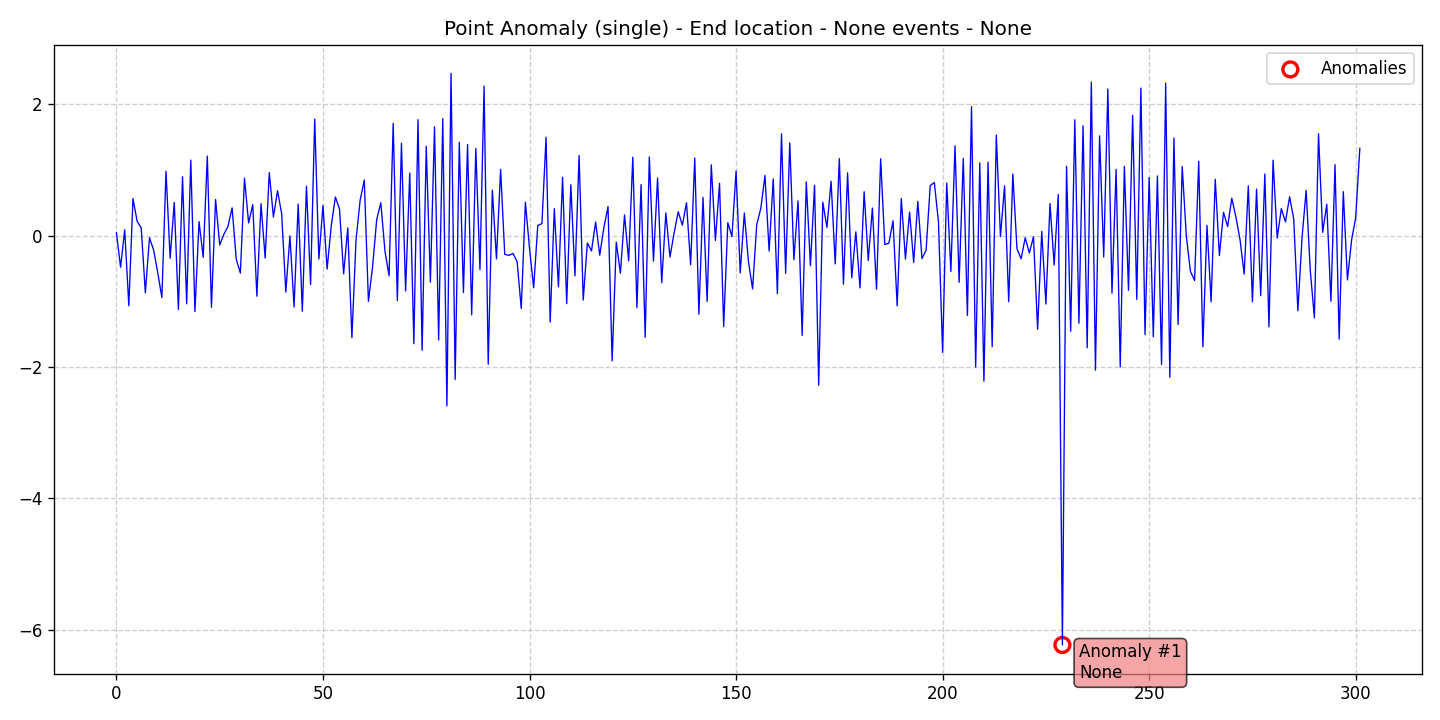 Point Anomaly (single) - End location - None events - None
Anomalies
2
0
−2
−4
−6
Anomaly #1
None
0 50 100 150 200 250 300